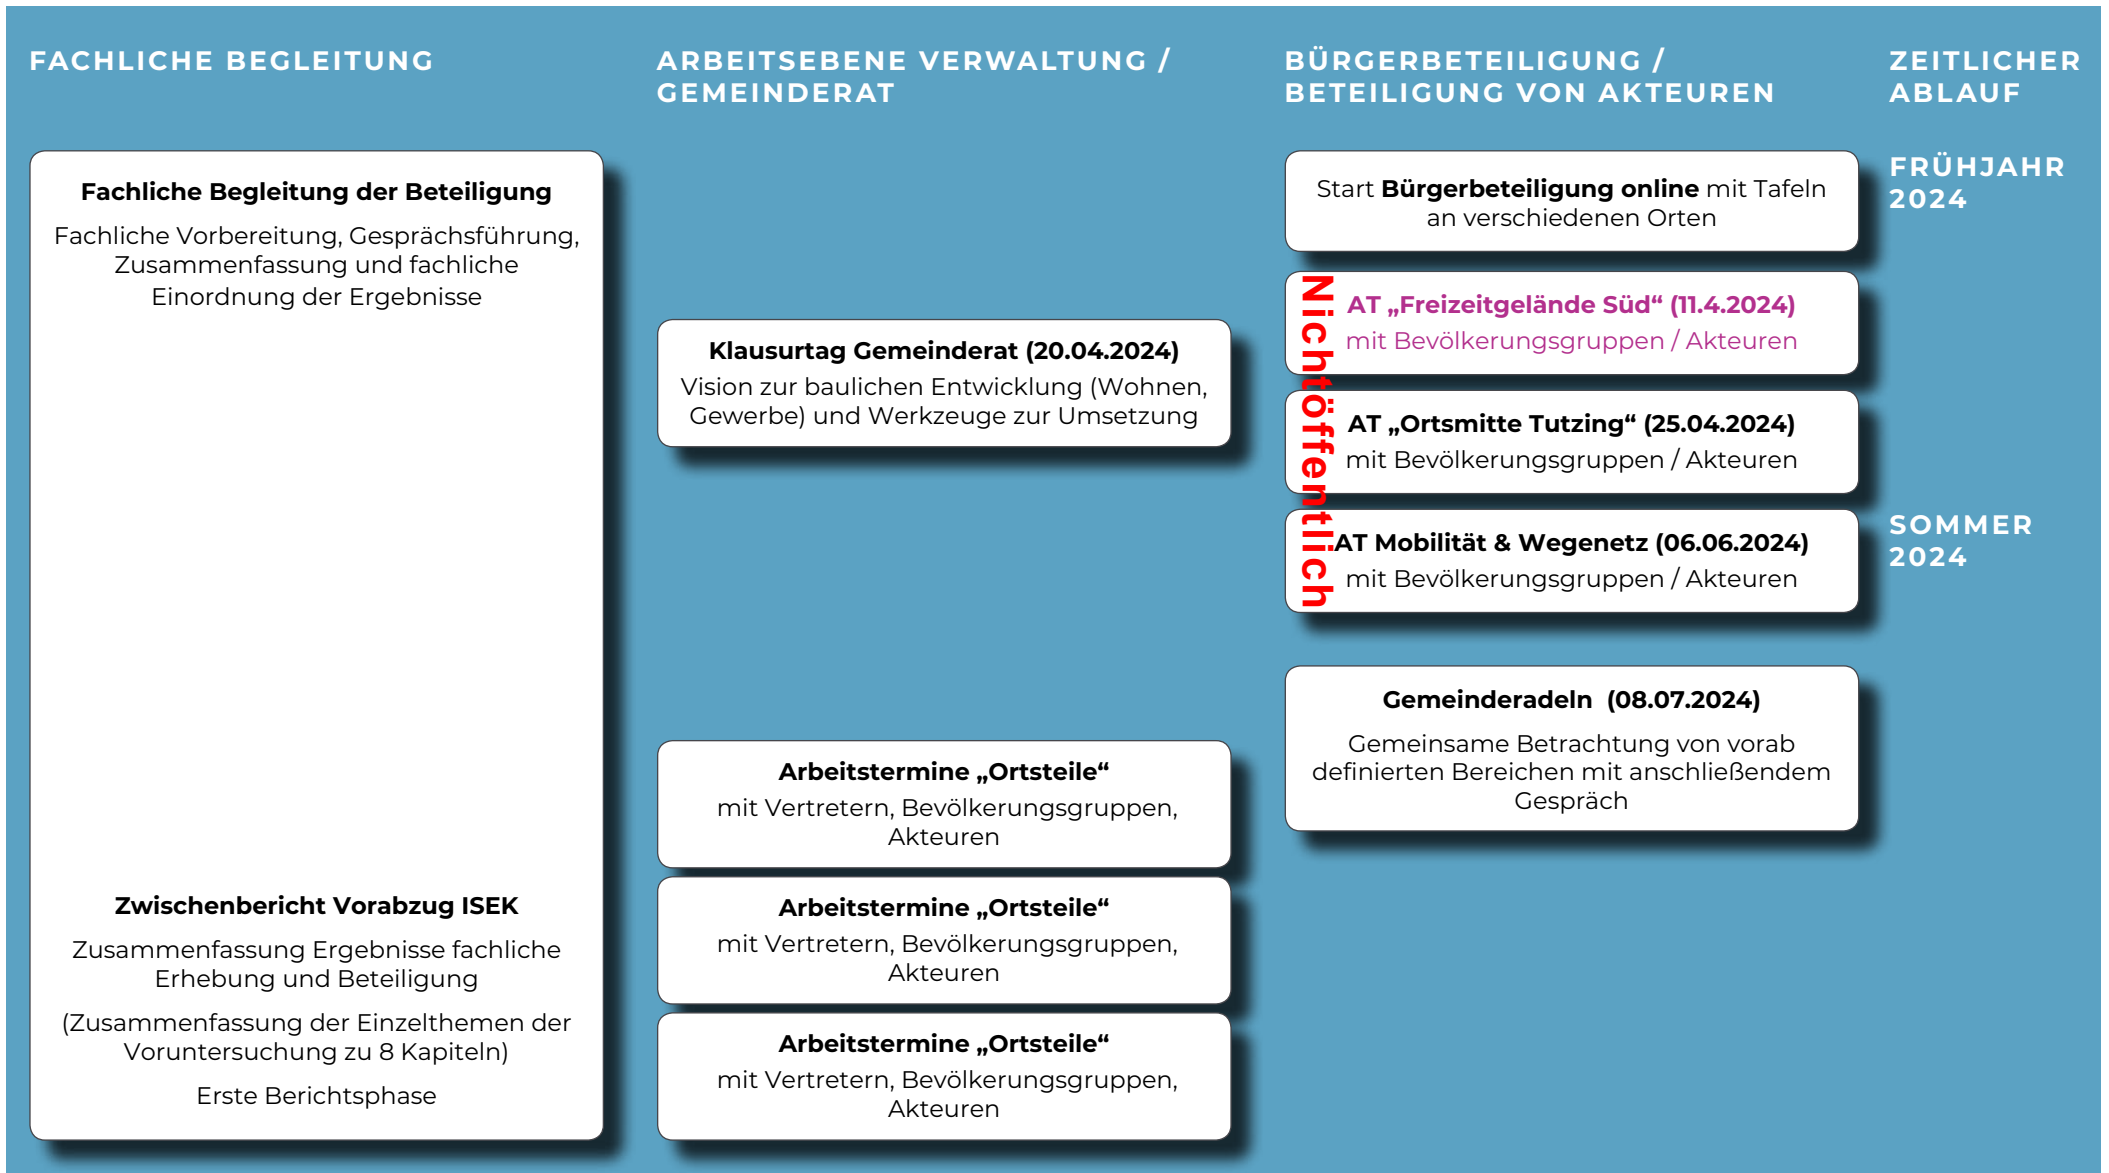 FACHLICHE BEGLEITUNG
ARBEITSEBENE VERWALTUNG /
GEMEINDERAT
BÜRGERBETEILIGUNG /
BETEILIGUNG VON AKTEUREN
ZEITLICHER
ABLAUF
Fachliche Begleitung der Beteiligung
Fachliche Vorbereitung, Gesprächsführung,
Zusammenfassung und fachliche
Einordnung der Ergebnisse
Zwischenbericht Vorabzug ISEK
Zusammenfassung Ergebnisse fachliche
Erhebung und Beteiligung
(Zusammenfassung der Einzelthemen der
Voruntersuchung zu 8 Kapiteln)
Erste Berichtsphase
Klausurtag Gemeinderat (20.04.2024)
Vision zur baulichen Entwicklung (Wohnen,
Gewerbe) und Werkzeuge zur Umsetzung
Arbeitstermine „Ortsteile“
mit Vertretern, Bevölkerungsgruppen,
Akteuren
Arbeitstermine „Ortsteile“
mit Vertretern, Bevölkerungsgruppen,
Akteuren
Arbeitstermine „Ortsteile“
mit Vertretern, Bevölkerungsgruppen,
Akteuren
Start Bürgerbeteiligung online mit Tafeln
an verschiedenen Orten
Nichtöffentlich
AT „Freizeitgelände Süd“ (11.4.2024)
mit Bevölkerungsgruppen / Akteuren
AT „Ortsmitte Tutzing“ (25.04.2024)
mit Bevölkerungsgruppen / Akteuren
AT Mobilität & Wegenetz (06.06.2024)
mit Bevölkerungsgruppen / Akteuren
Gemeinderadeln (08.07.2024)
Gemeinsame Betrachtung von vorab
definierten Bereichen mit anschließendem
Gespräch
FRÜHJAHR
2024
SOMMER
2024